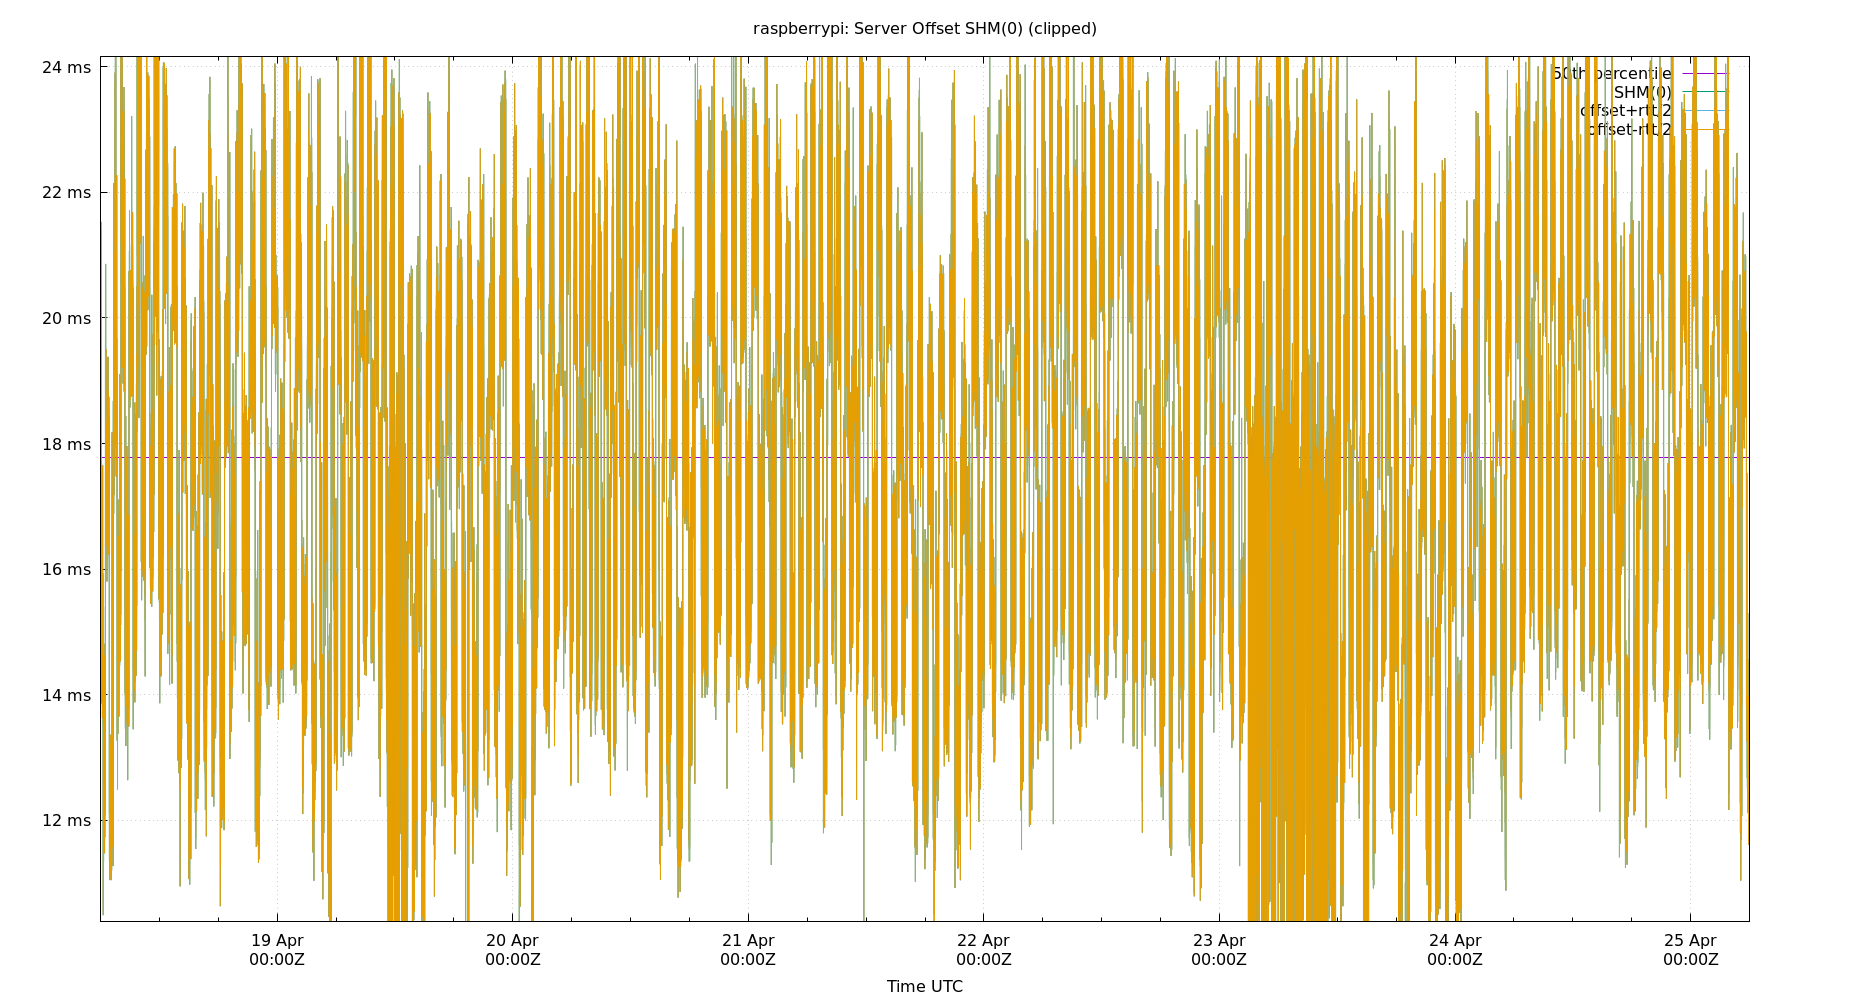 raspberrypi: Server Offset SHM(0) (clipped)
24 ms
22 ms
20 ms
18 ms
16 ms
14 ms
12 ms
50th percentile
SHM(0)
offset+rtt/2
offset-rtt/2
19 Apr
00:00Z
20 Apr
00:00Z
21 Apr
00:00Z
22 Apr
00:00Z
23 Apr
00:00Z
24 Apr
00:00Z
25 Apr
00:00Z
Time UTC